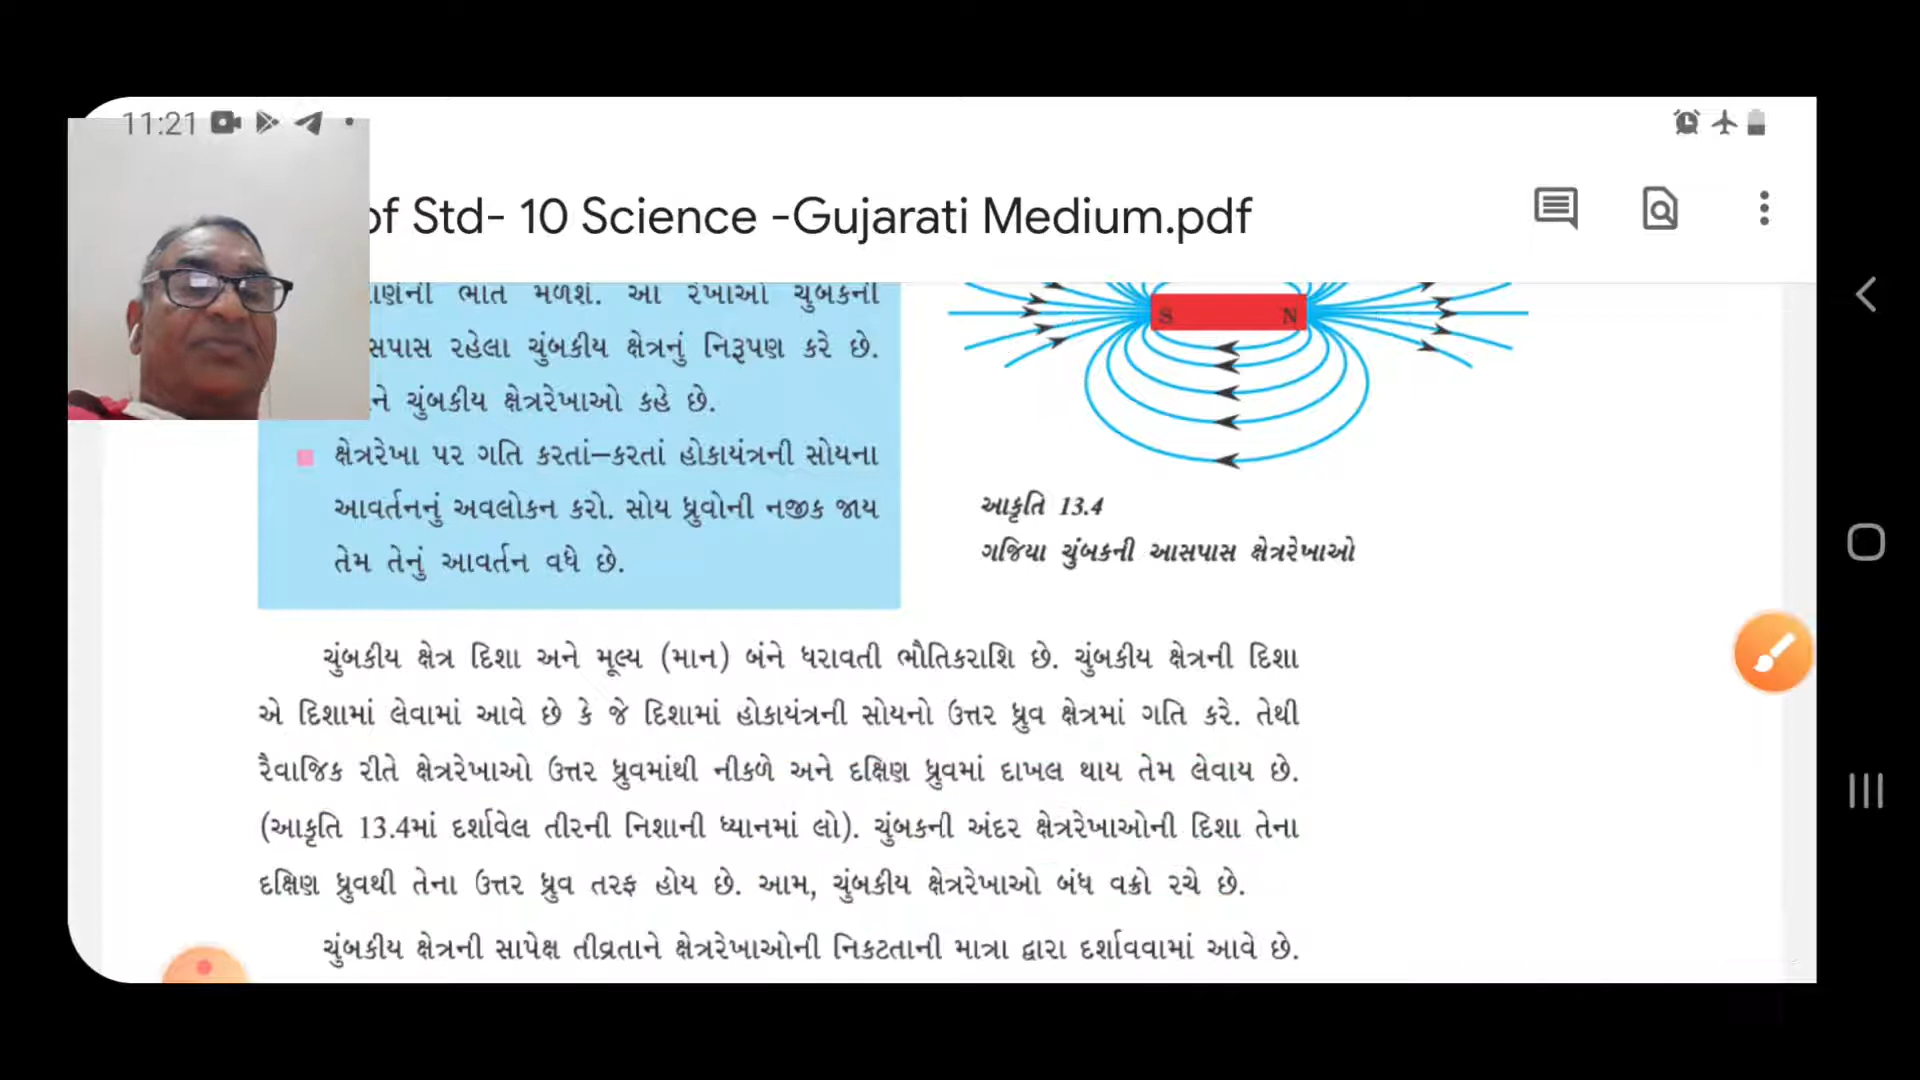 11:21
of Std- 10 Science -Gujarati Medium.pdf
ભાત મળશે. આ રેખાઓ ચુંબકની
રહેલા ચુંબકીય ક્ષેત્રનું નિરૂપણ કરે છે.
ને ચુંબકીય ક્ષેત્રરેખાઓ કહે છે.
ક્ષેત્રરેખા પર ગતિ કરતાં–કરતાં હોકાયંત્રની સોયના
આવર્તનનું અવલોકન કરો. સોય ધ્રુવોની નજીક જાય
તેમ તેનું આવર્તન વધે છે.
S N
આકૃતિ 13.4
ગજિયા ચુંબકની આસપાસ ક્ષેત્રરેખાઓ
ચુંબકીય ક્ષેત્ર દિશા અને મૂલ્ય (માન) બંને ધરાવતી ભૌતિકરાશિ છે. ચુંબકીય ક્ષેત્રની દિશા
એ દિશામાં લેવામાં આવે છે કે જે દિશામાં હોકાયંત્રની સોયનો ઉત્તર ધ્રુવ ક્ષેત્રમાં ગતિ કરે. તેથી
રૈવાજિક રીતે ક્ષેત્રરેખાઓ ઉત્તર ધ્રુવમાંથી નીકળે અને દક્ષિણ ધ્રુવમાં દાખલ થાય તેમ લેવાય છે.
(આકૃતિ 13.4માં દર્શાવેલ તીરની નિશાની ધ્યાનમાં લો). ચુંબકની અંદર ક્ષેત્રરેખાઓની દિશા તેના
દક્ષિણ ધ્રુવથી તેના ઉત્તર ધ્રુવ તરફ હોય છે. આમ, ચુંબકીય ક્ષેત્રરેખાઓ બંધ વક્રો રચે છે.
ચુંબકીય ક્ષેત્રની સાપેક્ષ તીવ્રતાને ક્ષેત્રરેખાઓની નિકટતાની માત્રા દ્વારા દર્શાવવામાં આવે છે.